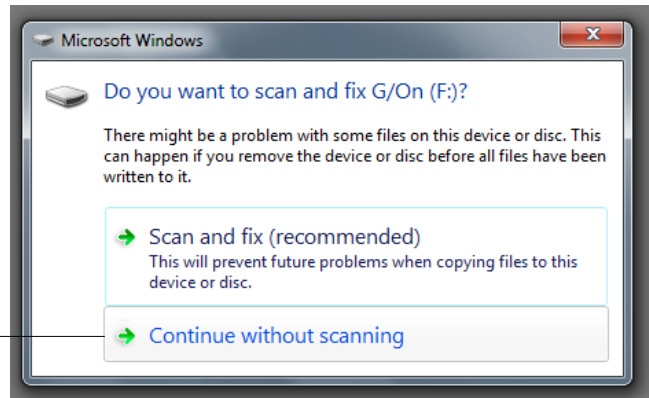 Microsoft Windows
Do you want to scan and fix G/On (F:)?
There might be a problem with some files on this device or disc. This
can happen if you remove the device or disc before all files have been
written to it.
Scan and fix (recommended)
This will prevent future problems when copying files to this
device or disc.
Continue without scanning